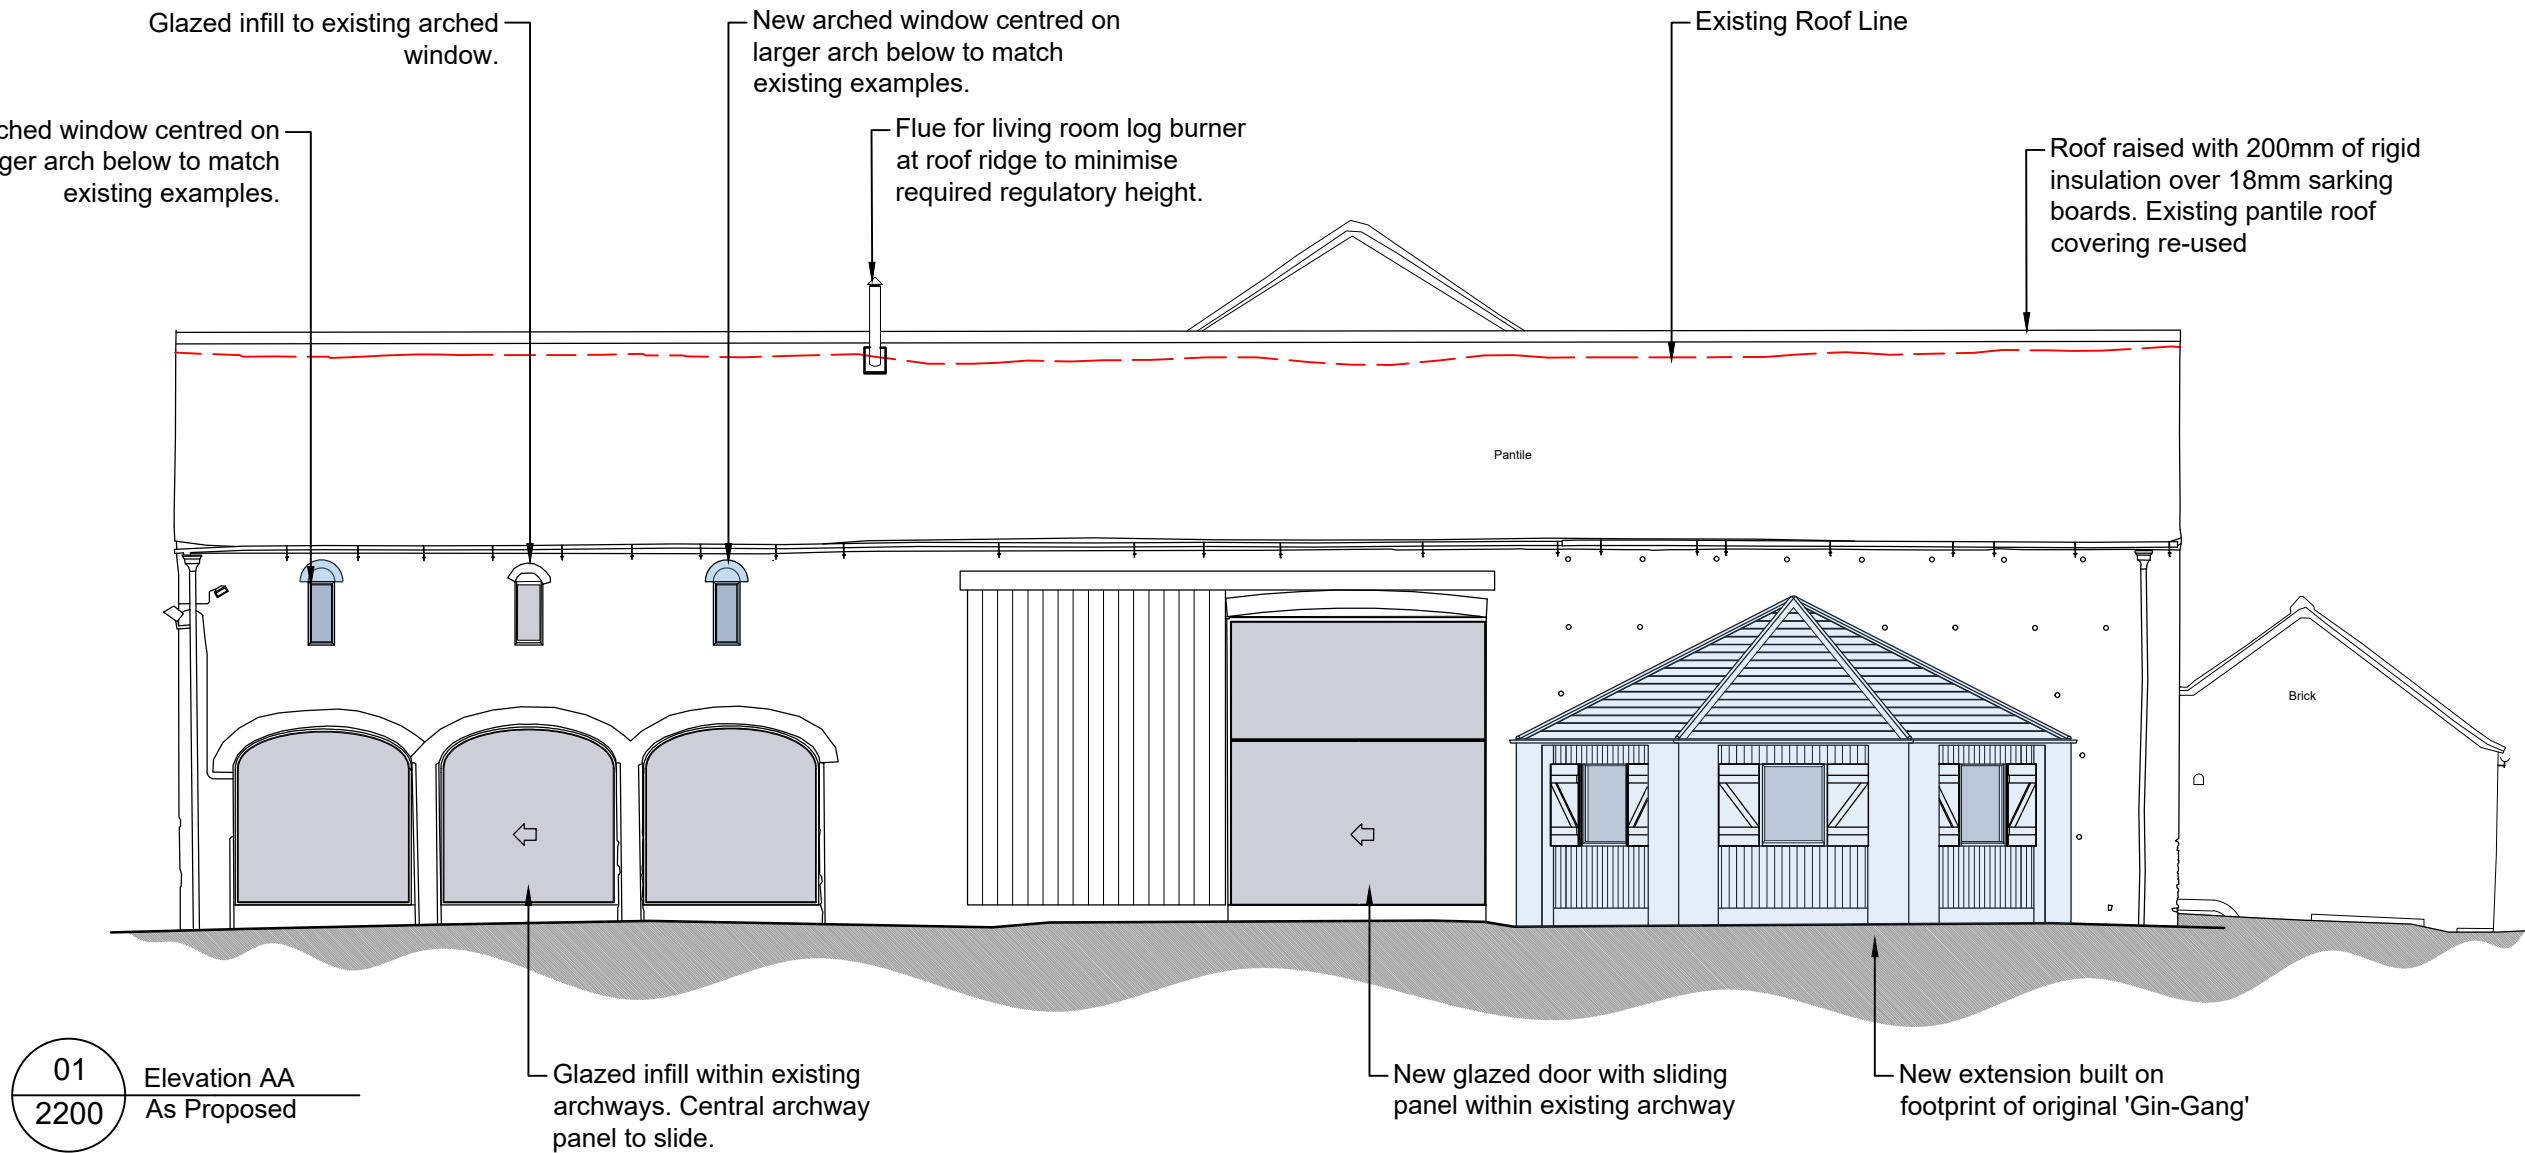 Glazed infill to existing arched
window.
New arched window centred on
larger arch below to match
existing examples.
Existing Roof Line
window centred on
arch below to match
existing examples.
Flue for living room log burner
at roof ridge to minimise
required regulatory height.
Roof raised with 200mm of rigid
insulation over 18mm sarking
boards. Existing pantile roof
covering re-used
Pantile
Brick
01
2200
Elevation AA
As Proposed
Glazed infill within existing
archways. Central archway
panel to slide.
New glazed door with sliding
panel within existing archway
New extension built on
footprint of original 'Gin-Gang'